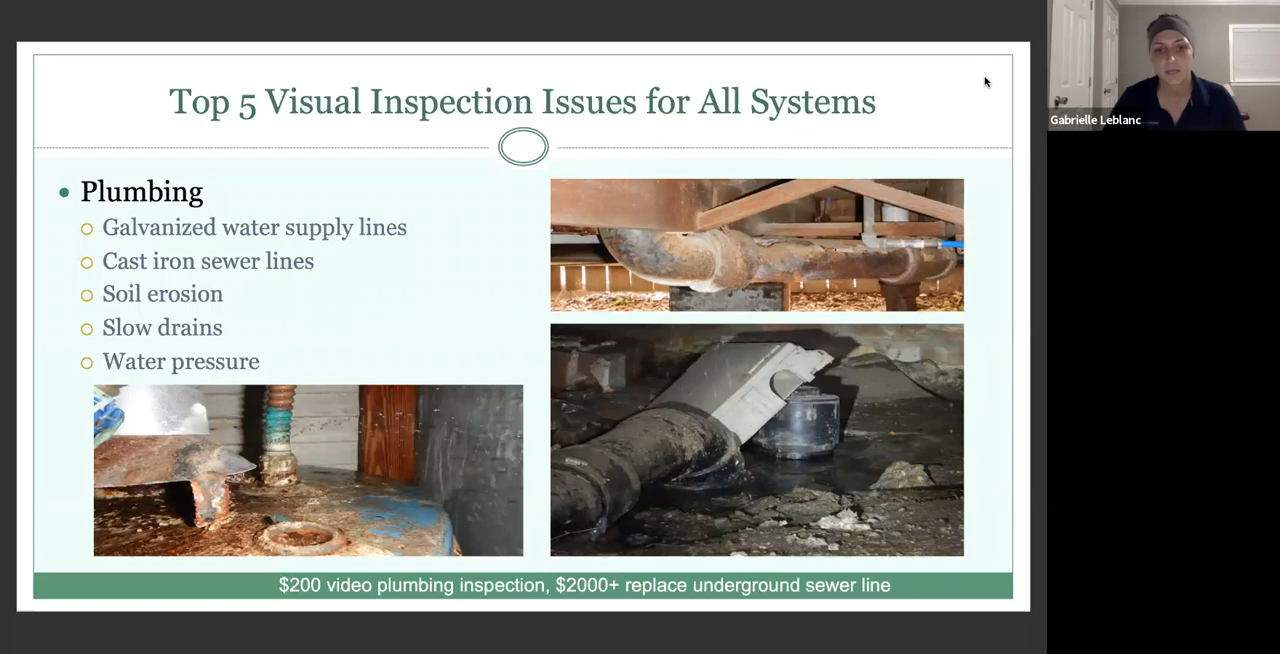 Top 5 Visual Inspection Issues for All Systems
Plumbing
Galvanized water supply lines
Cast iron sewer lines
Soil erosion
Slow drains
Water pressure
$200 video plumbing inspection, $2000+ replace underground sewer line
Gabrielle Leblanc